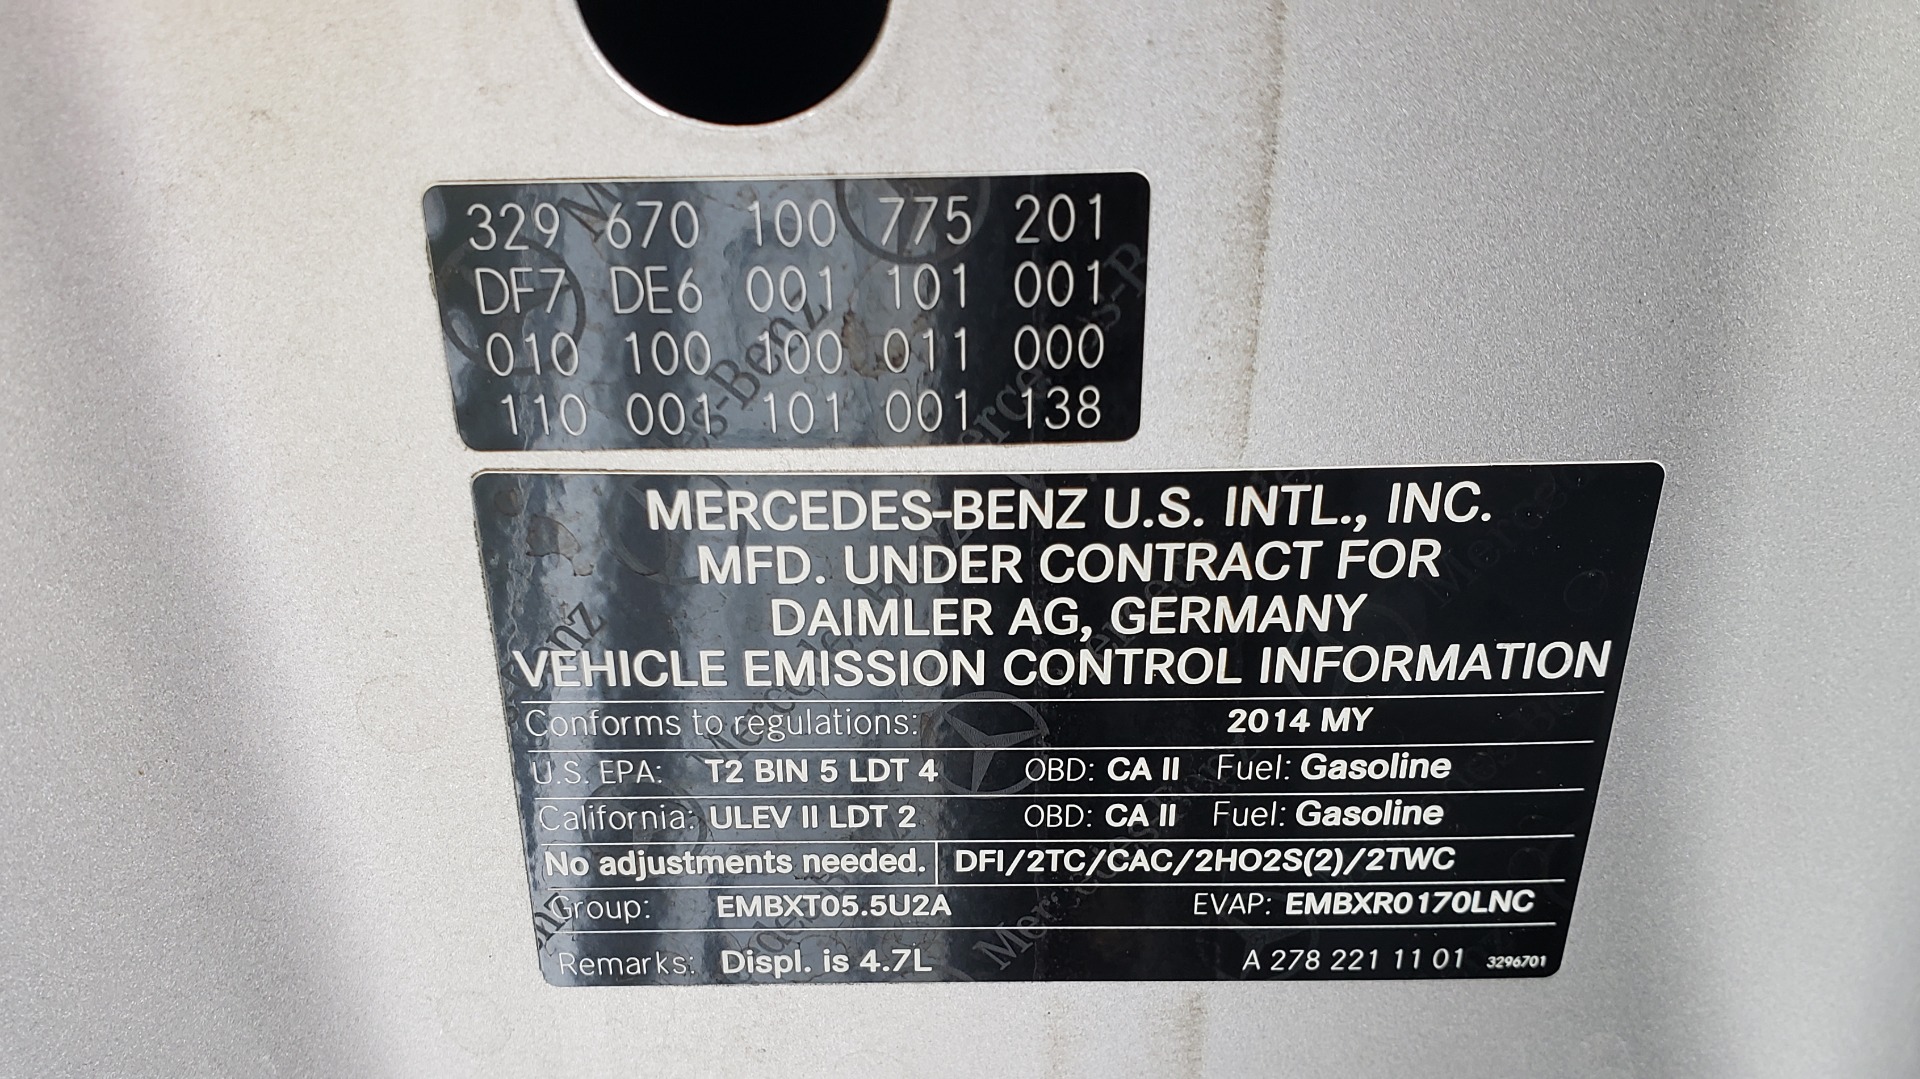 329 670 100 775 201
DF7 DE6 001 101 001
010 100 100 011 000
110 001 101 001 138
MERCEDES-BENZ U.S. INTL., INC.
MFD. UNDER CONTRACT FOR
DAIMLER AG, GERMANY
VEHICLE EMISSION CONTROL INFORMATION
Conforms to regulations: 2014 MY
U.S. EPA: T2 BIN 5 LDT 4 OBD: CA II Fuel: Gasoline
California: ULEV II LDT 2 OBD: CA II Fuel: Gasoline
No adjustments needed. DFI/2TC/CAC/2HO2S(2)/2TWC
Group: EMBXT05.5U2A EVAP: EMBXR0170LNC
Remarks: Displ. is 4.7L A 278 221 11 01 3296701